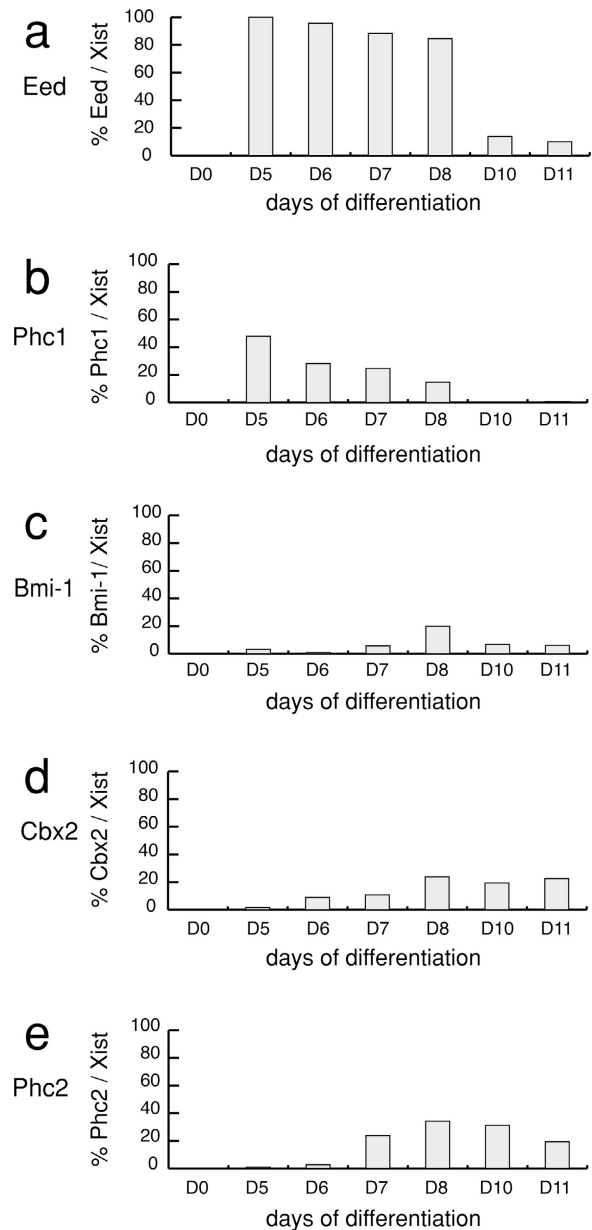 a
Eed
% Eed / Xist
100
80
60
40
20
0
D0 D5 D6 D7 D8 D10 D11
days of differentiation
b
Phc1
% Phc1 / Xist
100
80
60
40
20
0
D0 D5 D6 D7 D8 D10 D11
days of differentiation
c
Bmi-1
% Bmi-1/ Xist
100
80
60
40
20
0
D0 D5 D6 D7 D8 D10 D11
days of differentiation
d
Cbx2
% Cbx2 / Xist
100
80
60
40
20
0
D0 D5 D6 D7 D8 D10 D11
days of differentiation
e
Phc2
% Phc2 / Xist
100
80
60
40
20
0
D0 D5 D6 D7 D8 D10 D11
days of differentiation